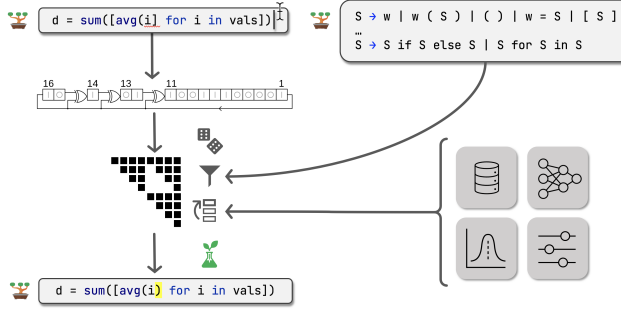 d = sum([avg(i] for i in vals])
S → w | w ( S ) | ( ) | w = S | [ S ]
…
S → S if S else S | S for S in S
16 14 13 11 1
d = sum([avg(i) for i in vals])